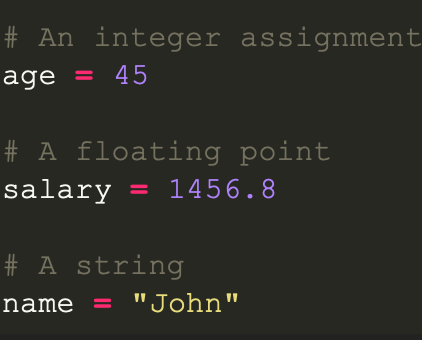 # An integer assignment
age = 45
# A floating point
salary = 1456.8
# A string
name = "John"